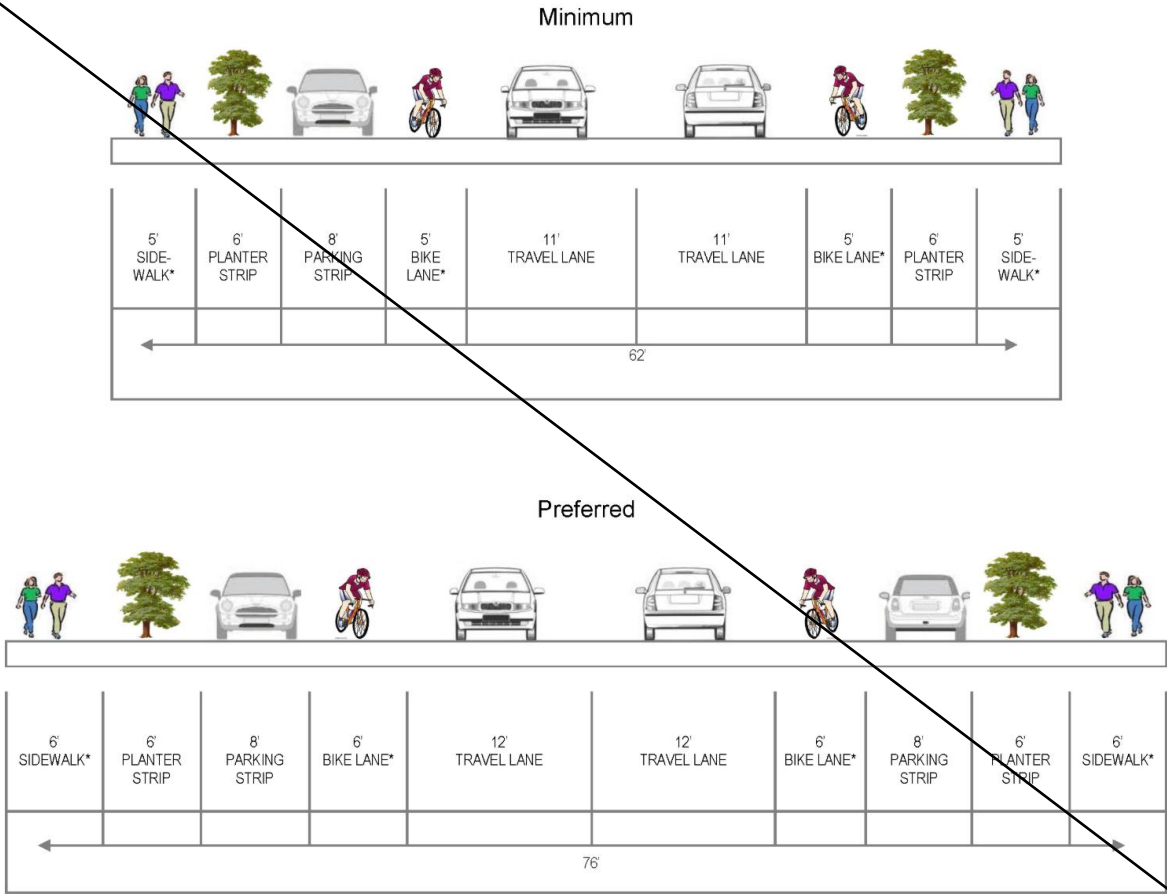 Minimum
5'
SIDE-
WALK*
6'
PLANTER
STRIP
8'
PARKING
STRIP
5'
BIKE
LANE*
11'
TRAVEL LANE
11'
TRAVEL LANE
5'
BIKE LANE*
6'
PLANTER
STRIP
5'
SIDE-
WALK*
62'
Preferred
6'
SIDEWALK*
6'
PLANTER
STRIP
8'
PARKING
STRIP
6'
BIKE LANE*
12'
TRAVEL LANE
12'
TRAVEL LANE
6'
BIKE LANE*
8'
PARKING
STRIP
6'
PLANTER
STRIP
6'
SIDEWALK*
76'